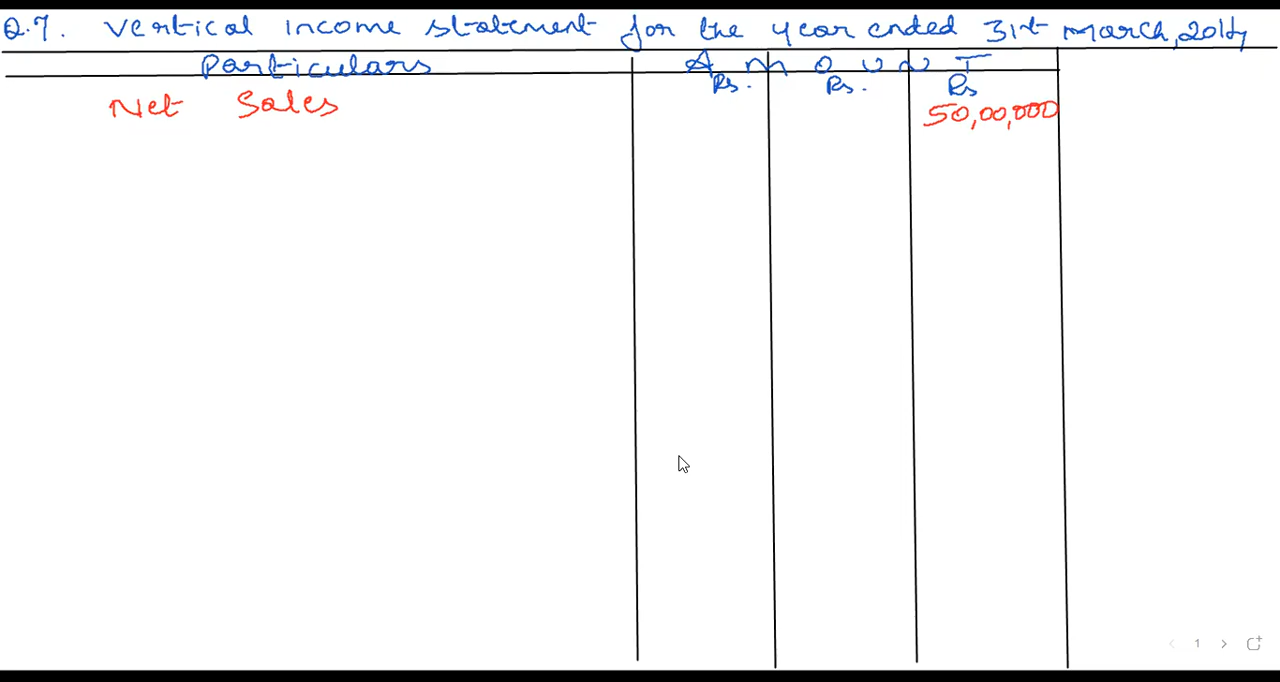 Q.7. Vertical income statement for the year ended 31st March, 2014
Particulars A m o u n T
Rs. Rs. Rs
Net Sales 50,00,000
1